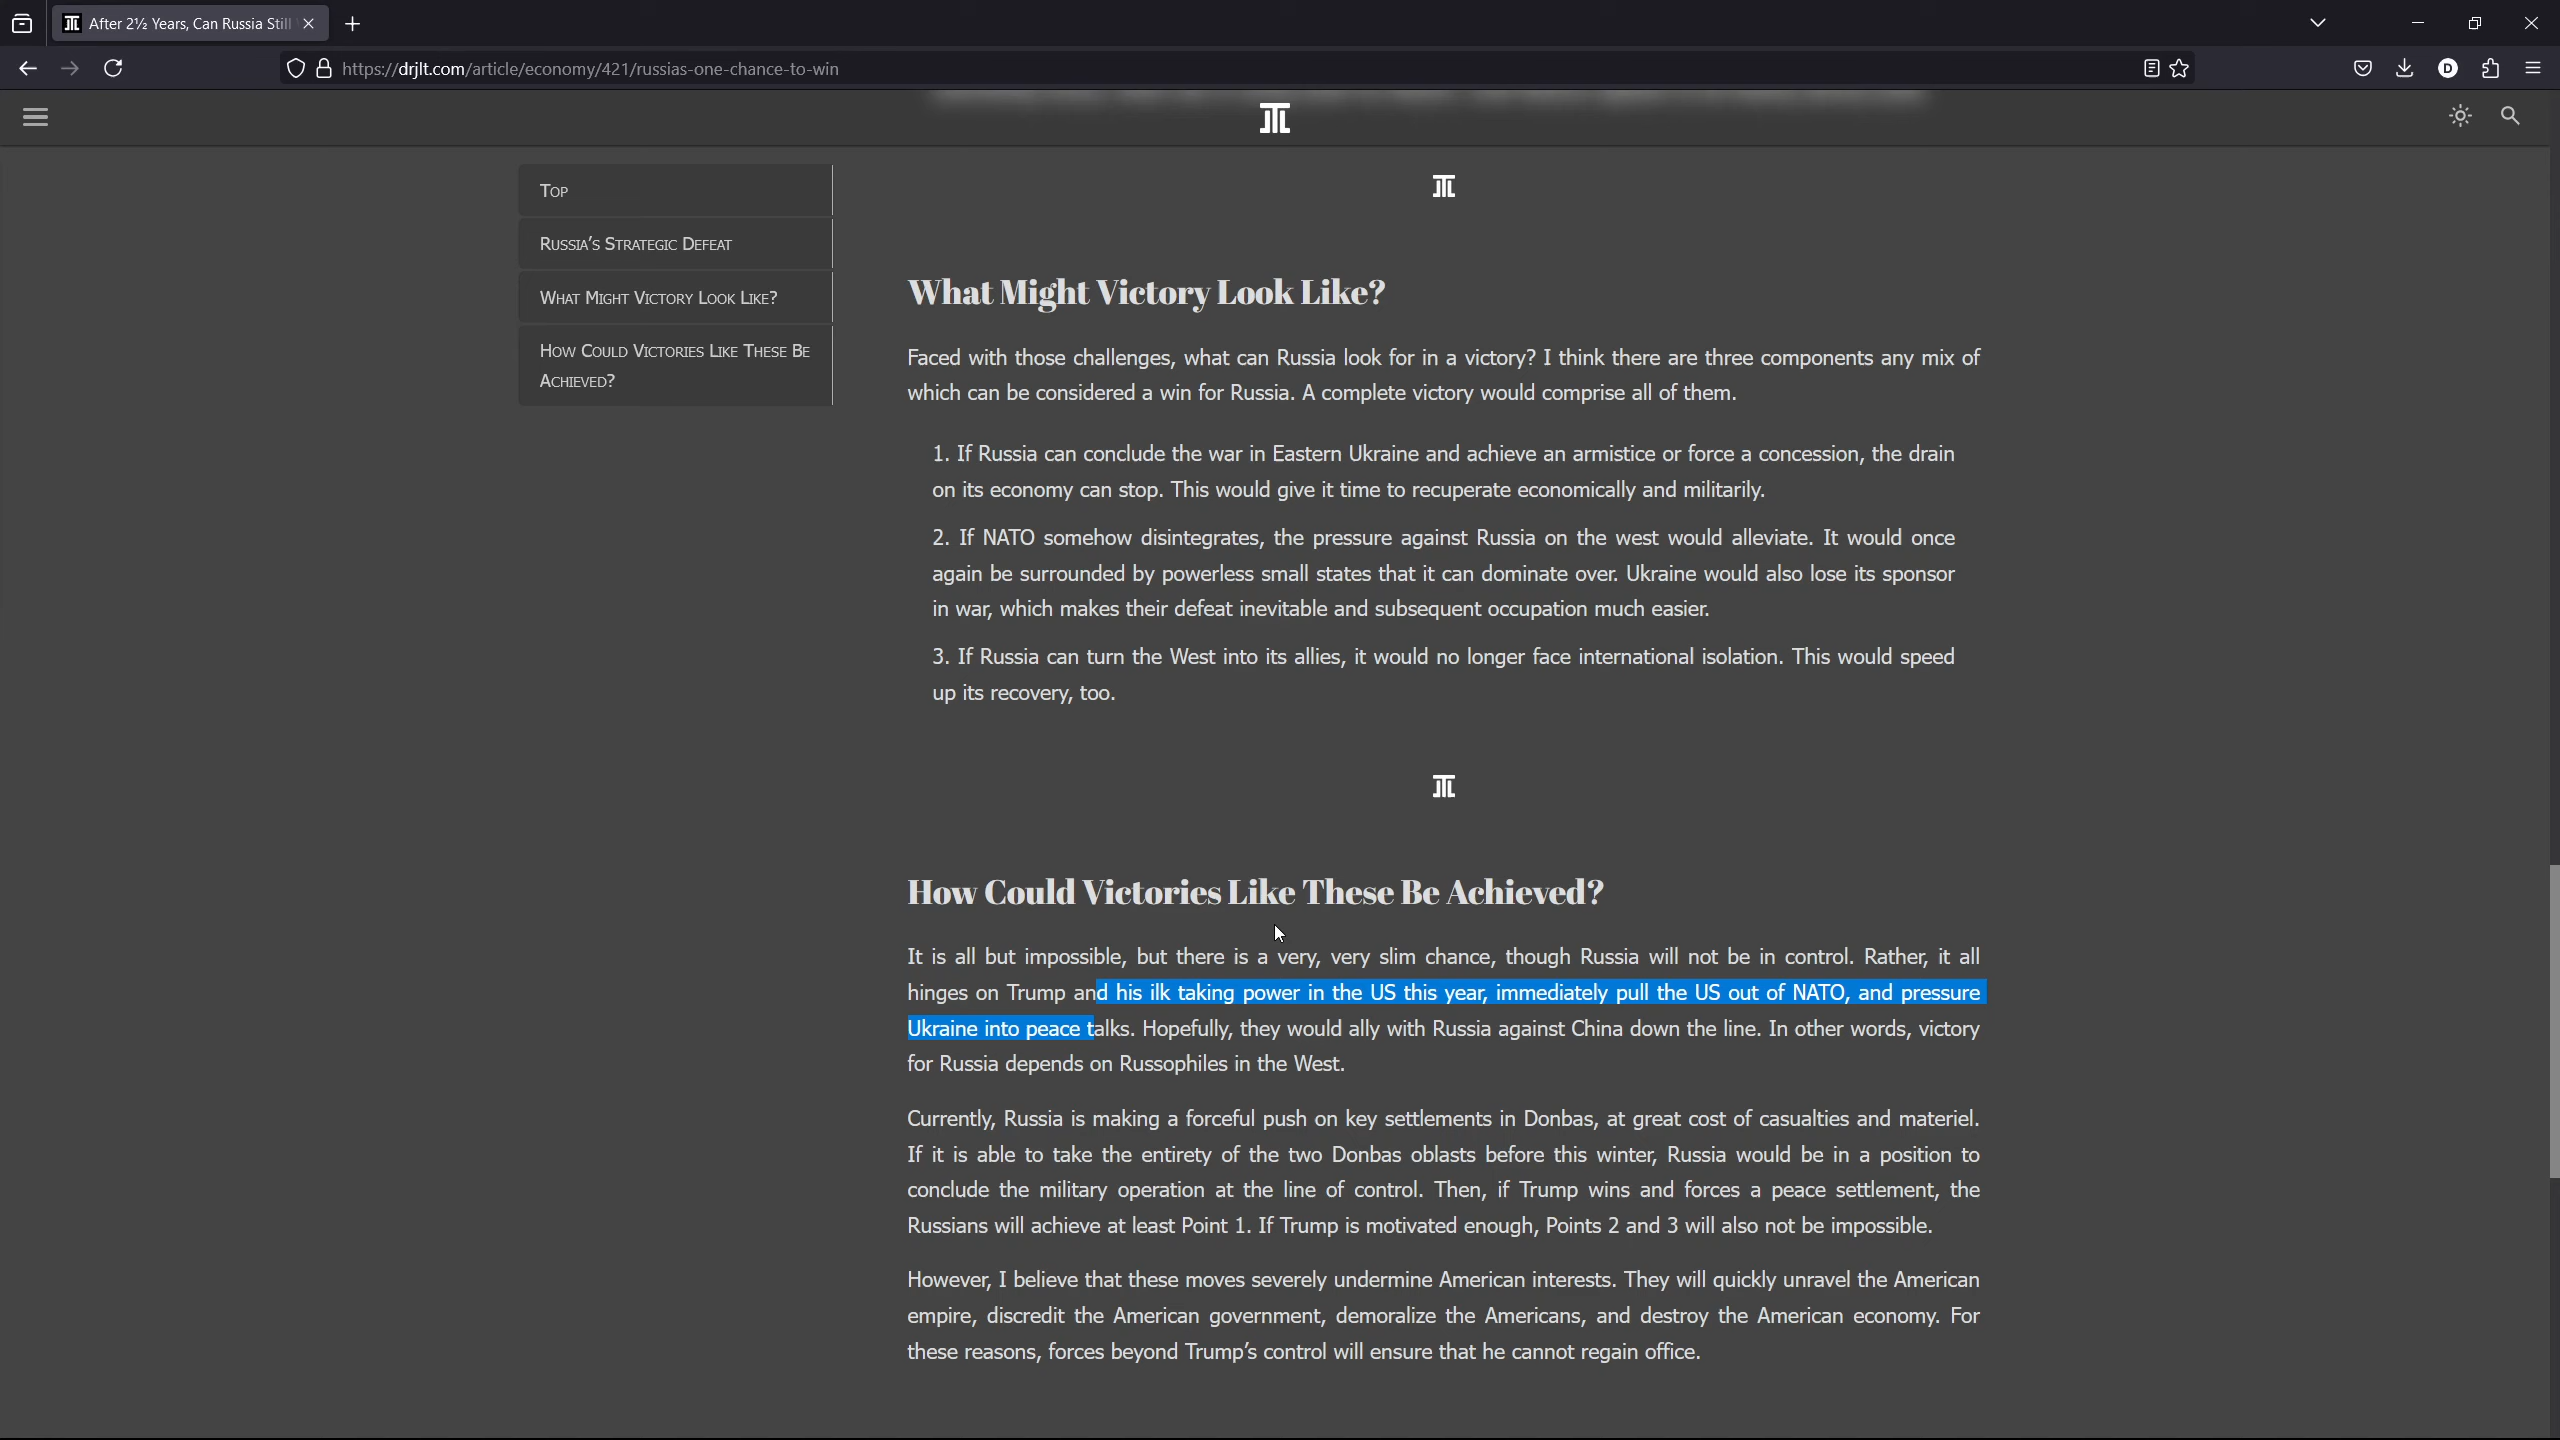 After 2½ Years, Can Russia Still
https://drjlt.com/article/economy/421/russias-one-chance-to-win
Top
Russia’s Strategic Defeat
What Might Victory Look Like?
How Could Victories Like These Be
Achieved?
What Might Victory Look Like?
Faced with those challenges, what can Russia look for in a victory? I think there are three components any mix of
which can be considered a win for Russia. A complete victory would comprise all of them.
1. If Russia can conclude the war in Eastern Ukraine and achieve an armistice or force a concession, the drain
on its economy can stop. This would give it time to recuperate economically and militarily.
2. If NATO somehow disintegrates, the pressure against Russia on the west would alleviate. It would once
again be surrounded by powerless small states that it can dominate over. Ukraine would also lose its sponsor
in war, which makes their defeat inevitable and subsequent occupation much easier.
3. If Russia can turn the West into its allies, it would no longer face international isolation. This would speed
up its recovery, too.
How Could Victories Like These Be Achieved?
It is all but impossible, but there is a very, very slim chance, though Russia will not be in control. Rather, it all
hinges on Trump and his ilk taking power in the US this year, immediately pull the US out of NATO, and pressure
Ukraine into peace talks. Hopefully, they would ally with Russia against China down the line. In other words, victory
for Russia depends on Russophiles in the West.
Currently, Russia is making a forceful push on key settlements in Donbas, at great cost of casualties and materiel.
If it is able to take the entirety of the two Donbas oblasts before this winter, Russia would be in a position to
conclude the military operation at the line of control. Then, if Trump wins and forces a peace settlement, the
Russians will achieve at least Point 1. If Trump is motivated enough, Points 2 and 3 will also not be impossible.
However, I believe that these moves severely undermine American interests. They will quickly unravel the American
empire, discredit the American government, demoralize the Americans, and destroy the American economy. For
these reasons, forces beyond Trump’s control will ensure that he cannot regain office.